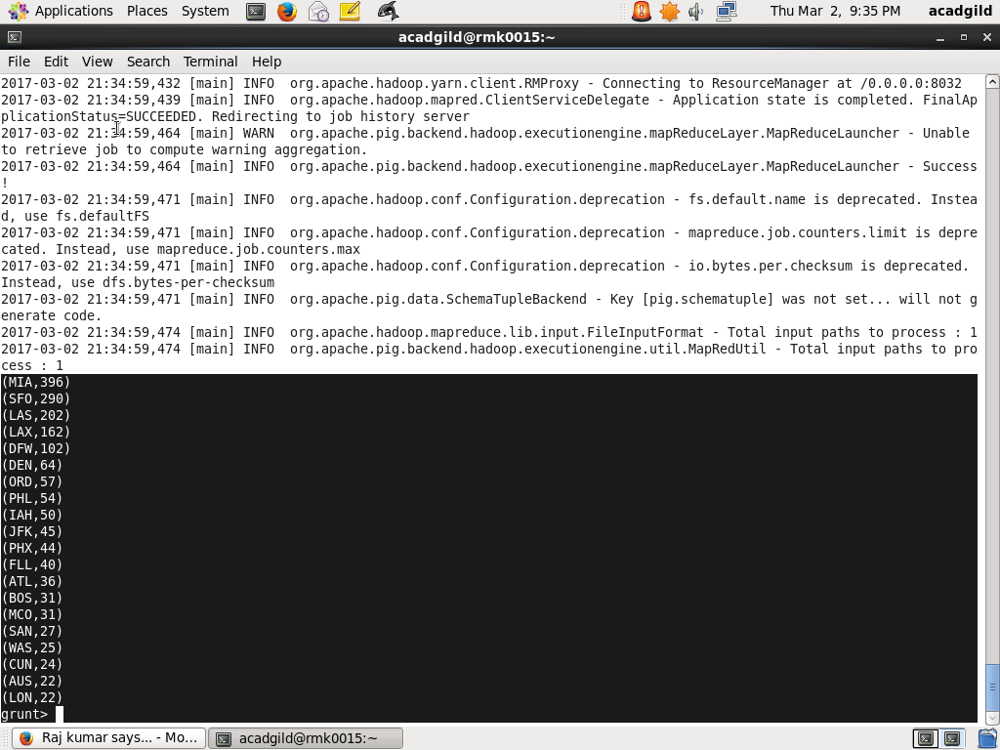 Applications Places System Thu Mar 2, 9:35 PM acadgild
acadgild@rmk0015:~
File Edit View Search Terminal Help
2017-03-02 21:34:59,432 [main] INFO  org.apache.hadoop.yarn.client.RMProxy - Connecting to ResourceManager at /0.0.0.0:8032
2017-03-02 21:34:59,439 [main] INFO  org.apache.hadoop.mapred.ClientServiceDelegate - Application state is completed. FinalAp
plicationStatus=SUCCEEDED. Redirecting to job history server
2017-03-02 21:34:59,464 [main] WARN  org.apache.pig.backend.hadoop.executionengine.mapReduceLayer.MapReduceLauncher - Unable
to retrieve job to compute warning aggregation.
2017-03-02 21:34:59,464 [main] INFO  org.apache.pig.backend.hadoop.executionengine.mapReduceLayer.MapReduceLauncher - Success
!
2017-03-02 21:34:59,471 [main] INFO  org.apache.hadoop.conf.Configuration.deprecation - fs.default.name is deprecated. Instea
d, use fs.defaultFS
2017-03-02 21:34:59,471 [main] INFO  org.apache.hadoop.conf.Configuration.deprecation - mapreduce.job.counters.limit is depre
cated. Instead, use mapreduce.job.counters.max
2017-03-02 21:34:59,471 [main] INFO  org.apache.hadoop.conf.Configuration.deprecation - io.bytes.per.checksum is deprecated.
Instead, use dfs.bytes-per-checksum
2017-03-02 21:34:59,471 [main] INFO  org.apache.pig.data.SchemaTupleBackend - Key [pig.schematuple] was not set... will not g
enerate code.
2017-03-02 21:34:59,474 [main] INFO  org.apache.hadoop.mapreduce.lib.input.FileInputFormat - Total input paths to process : 1
2017-03-02 21:34:59,474 [main] INFO  org.apache.pig.backend.hadoop.executionengine.util.MapRedUtil - Total input paths to pro
cess : 1
(MIA,396)
(SFO,290)
(LAS,202)
(LAX,162)
(DFW,102)
(DEN,64)
(ORD,57)
(PHL,54)
(IAH,50)
(JFK,45)
(PHX,44)
(FLL,40)
(ATL,36)
(BOS,31)
(MCO,31)
(SAN,27)
(WAS,25)
(CUN,24)
(AUS,22)
(LON,22)
grunt>
Raj kumar says... - Mo... acadgild@rmk0015:~